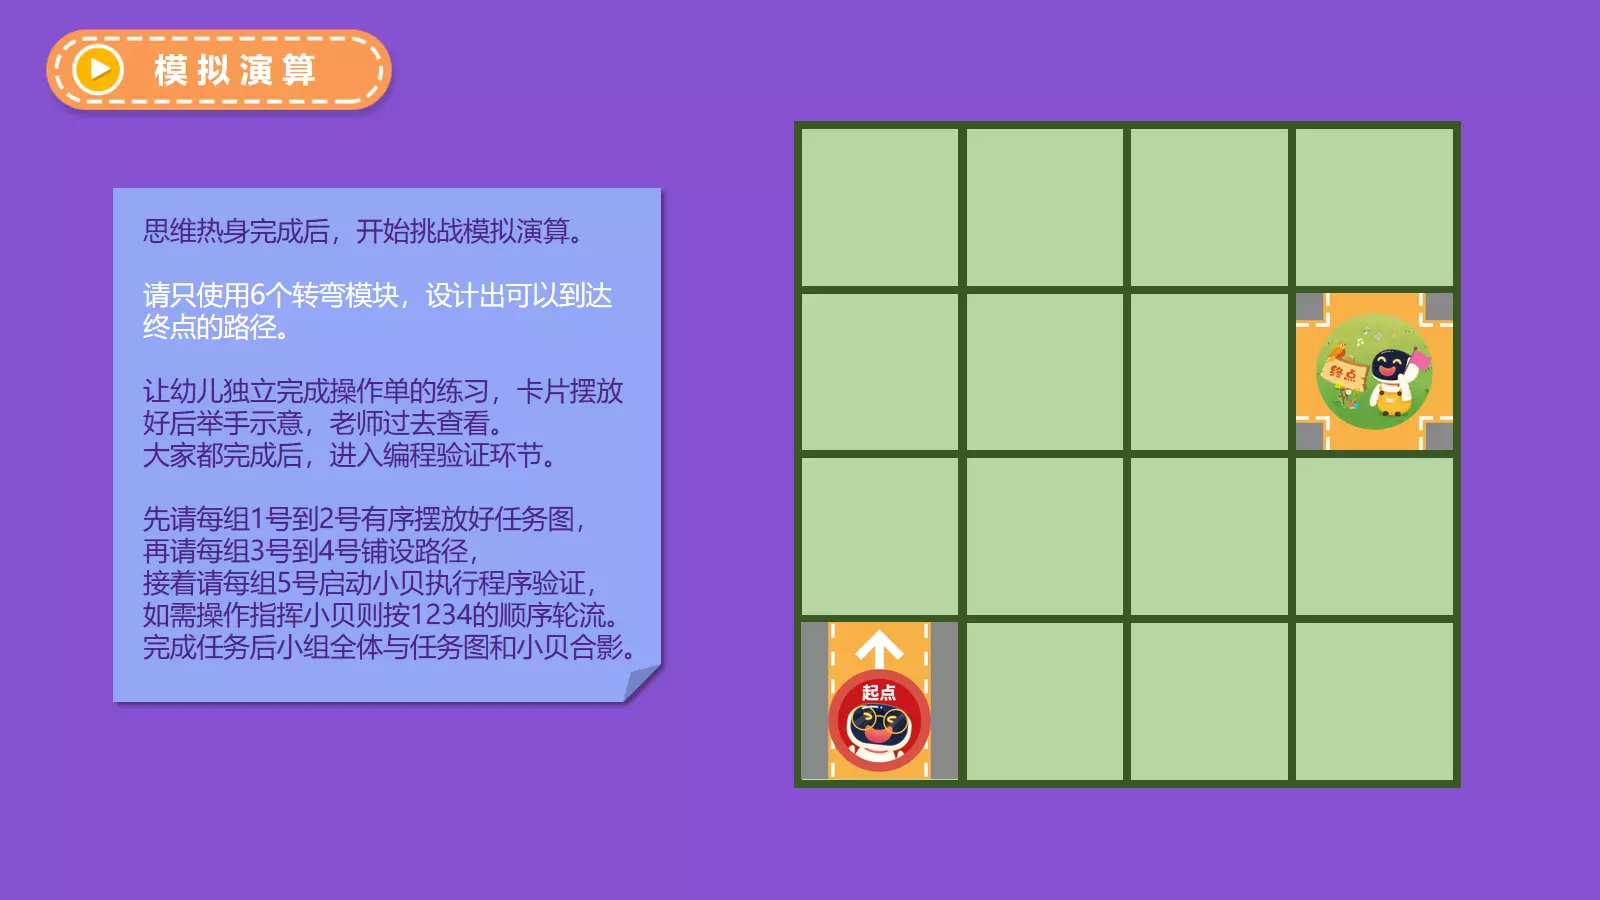 模拟演算
思维热身完成后，开始挑战模拟演算。
请只使用6个转弯模块，设计出可以到达
终点的路径。
让幼儿独立完成操作单的练习，卡片摆放
好后举手示意，老师过去查看。
大家都完成后，进入编程验证环节。
先请每组1号到2号有序摆放好任务图，
再请每组3号到4号铺设路径，
接着请每组5号启动小贝执行程序验证，
如需操作指挥小贝则按1234的顺序轮流。
完成任务后小组全体与任务图和小贝合影。
终点
起点